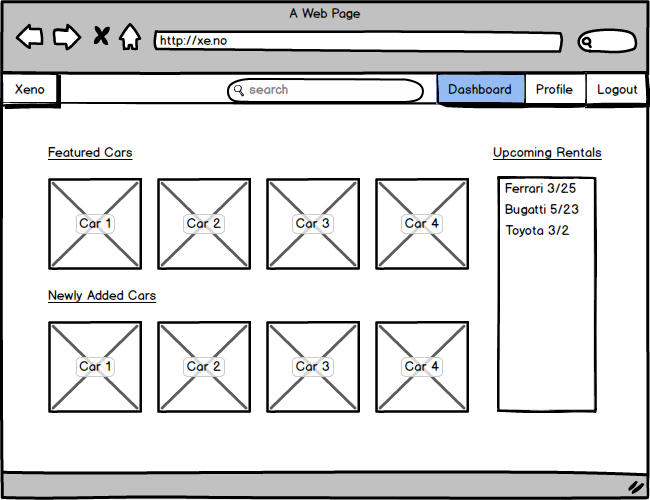 A Web Page
http://xe.no
Xeno
search
Dashboard
Profile
Logout
Featured Cars
Upcoming Rentals
Car 1
Car 2
Car 3
Car 4
Ferrari 3/25
Bugatti 5/23
Toyota 3/2
Newly Added Cars
Car 1
Car 2
Car 3
Car 4